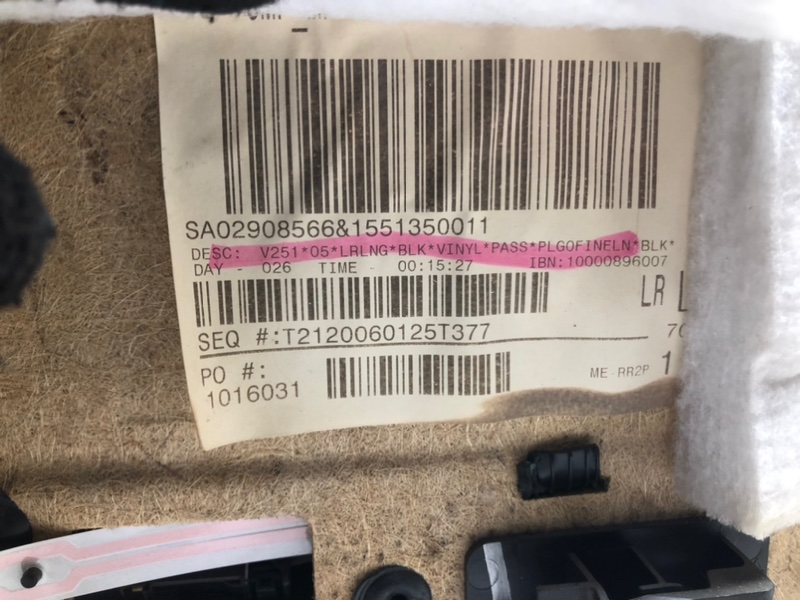 SA02908566&1551350011
DESC: V251*05*LRLNG*BLK*VINYL*PASS*PLGOFINELN*BLK*
DAY - 026 TIME - 00:15:27 IBN:10000896007
LR
SEQ #:T2120060125T377
PO #:
1016031
ME-RR2P 1